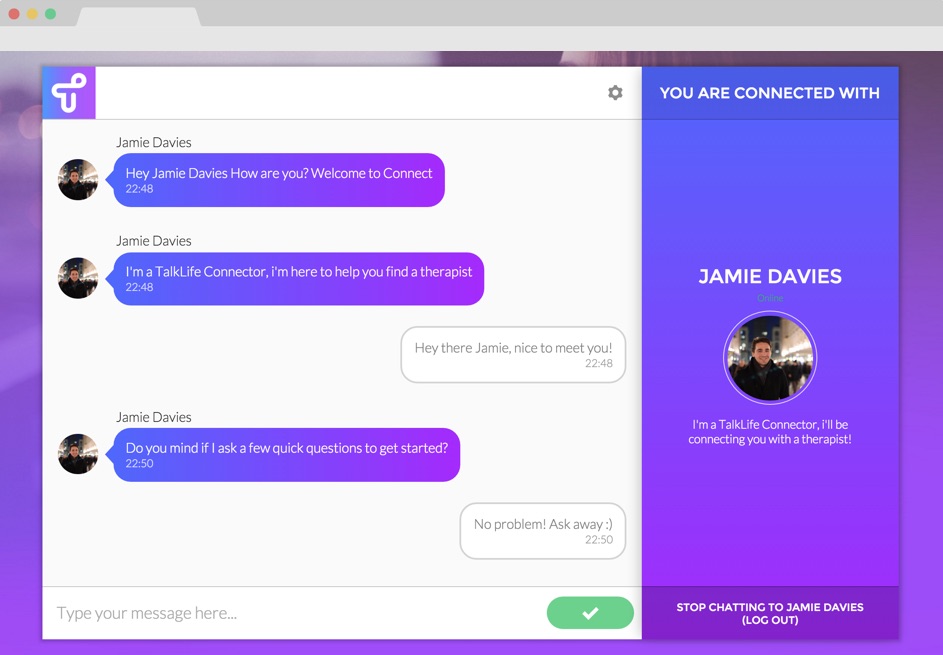 YOU ARE CONNECTED WITH
Jamie Davies
Hey Jamie Davies How are you? Welcome to Connect
22:48
Jamie Davies
I'm a TalkLife Connector, i'm here to help you find a therapist
22:48
Hey there Jamie, nice to meet you!
22:48
Jamie Davies
Do you mind if I ask a few quick questions to get started?
22:50
No problem! Ask away :)
22:50
Type your message here...
JAMIE DAVIES
Online
I'm a TalkLife Connector, i'll be
connecting you with a therapist!
STOP CHATTING TO JAMIE DAVIES
(LOG OUT)